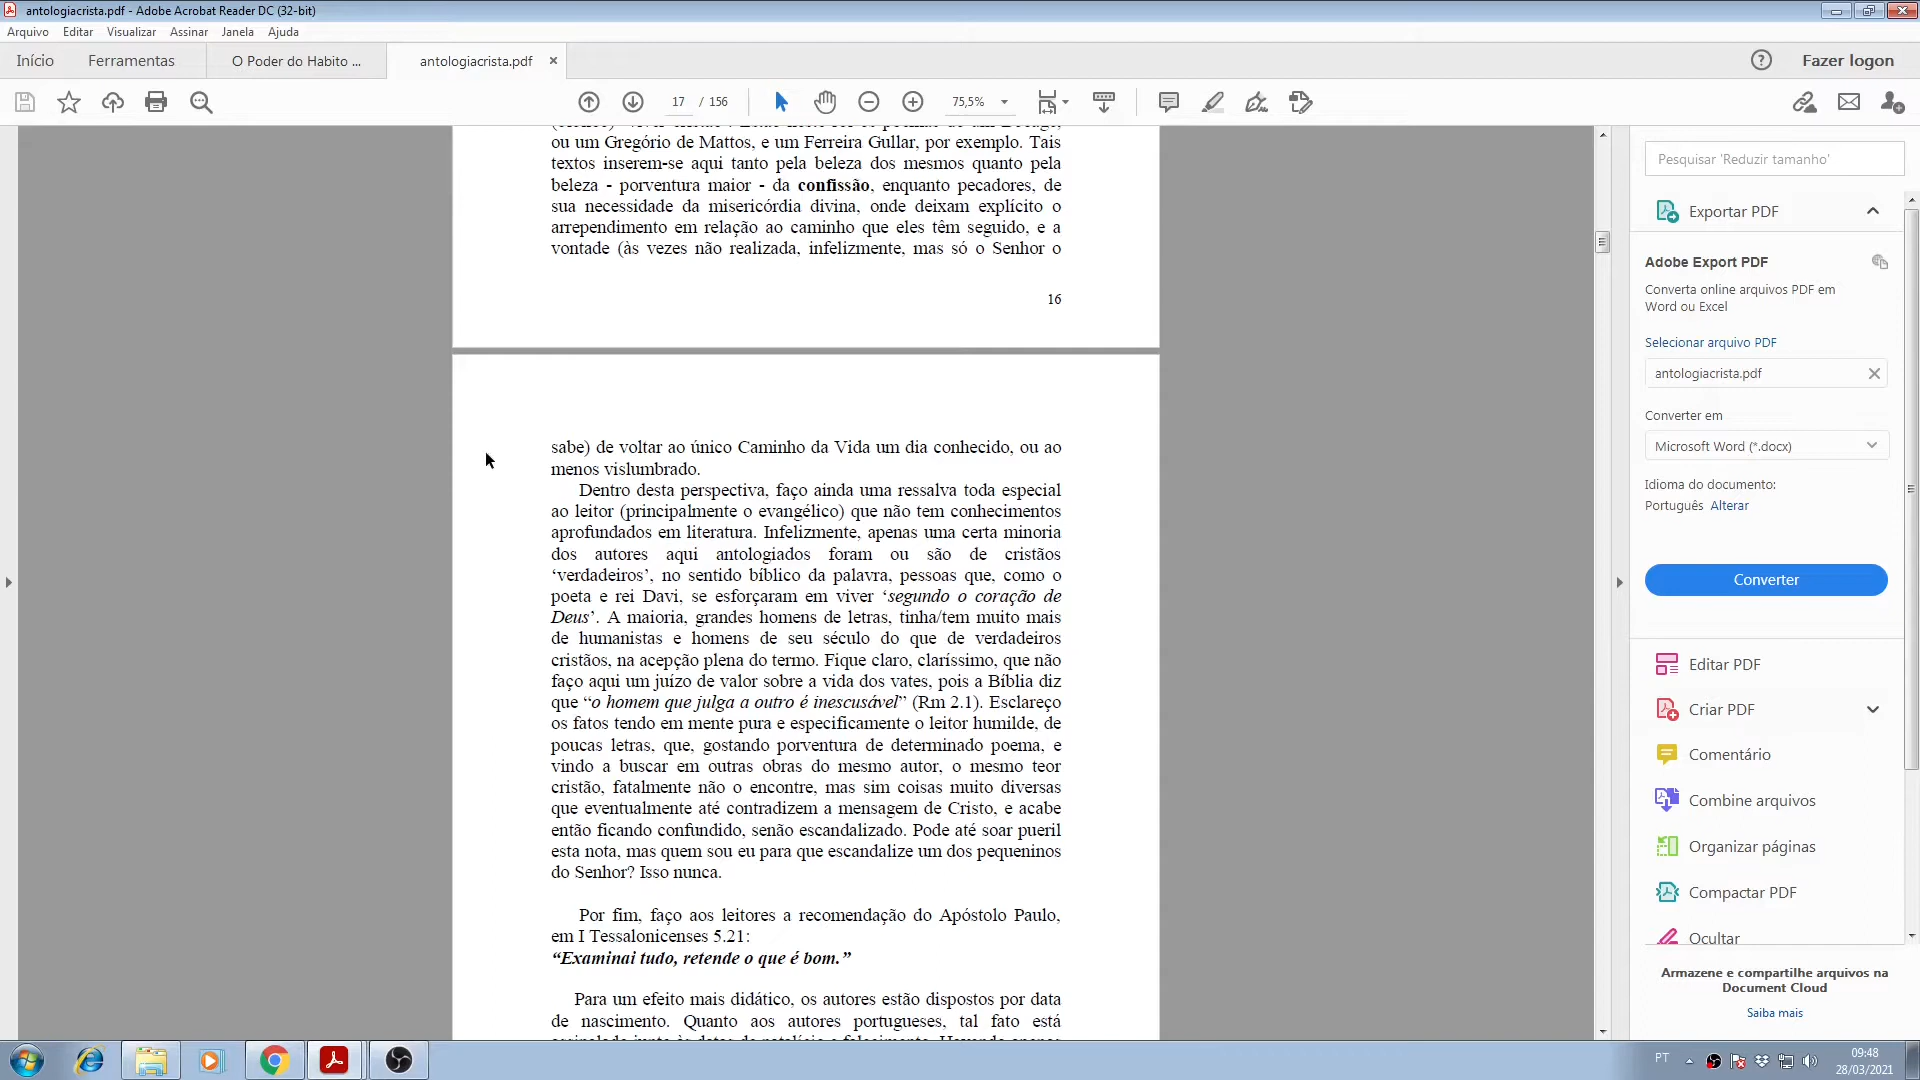 antologiacrista.pdf - Adobe Acrobat Reader DC (32-bit)
Arquivo Editar Visualizar Assinar Janela Ajuda
Início Ferramentas O Poder do Habito ... antologiacrista.pdf Fazer logon
17 / 156 75,5%
ou um Gregório de Mattos, e um Ferreira Gullar, por exemplo. Tais
textos inserem-se aqui tanto pela beleza dos mesmos quanto pela
beleza - porventura maior - da confissão, enquanto pecadores, de
sua necessidade da misericórdia divina, onde deixam explícito o
arrependimento em relação ao caminho que eles têm seguido, e a
vontade (às vezes não realizada, infelizmente, mas só o Senhor o
16
sabe) de voltar ao único Caminho da Vida um dia conhecido, ou ao
menos vislumbrado.
Dentro desta perspectiva, faço ainda uma ressalva toda especial
ao leitor (principalmente o evangélico) que não tem conhecimentos
aprofundados em literatura. Infelizmente, apenas uma certa minoria
dos autores aqui antologiados foram ou são de cristãos
‘verdadeiros’, no sentido bíblico da palavra, pessoas que, como o
poeta e rei Davi, se esforçaram em viver ‘segundo o coração de
Deus’. A maioria, grandes homens de letras, tinha/tem muito mais
de humanistas e homens de seu século do que de verdadeiros
cristãos, na acepção plena do termo. Fique claro, claríssimo, que não
faço aqui um juízo de valor sobre a vida dos vates, pois a Bíblia diz
que “o homem que julga a outro é inescusável” (Rm 2.1). Esclareço
os fatos tendo em mente pura e especificamente o leitor humilde, de
poucas letras, que, gostando porventura de determinado poema, e
vindo a buscar em outras obras do mesmo autor, o mesmo teor
cristão, fatalmente não o encontre, mas sim coisas muito diversas
que eventualmente até contradizem a mensagem de Cristo, e acabe
então ficando confundido, senão escandalizado. Pode até soar pueril
esta nota, mas quem sou eu para que escandalize um dos pequeninos
do Senhor? Isso nunca.
Por fim, faço aos leitores a recomendação do Apóstolo Paulo,
em I Tessalonicenses 5.21:
“Examinai tudo, retende o que é bom.”
Para um efeito mais didático, os autores estão dispostos por data
de nascimento. Quanto aos autores portugueses, tal fato está
Pesquisar 'Reduzir tamanho'
Exportar PDF
Adobe Export PDF
Converta online arquivos PDF em
Word ou Excel
Selecionar arquivo PDF
antologiacrista.pdf
Converter em
Microsoft Word (*.docx)
Idioma do documento:
Português Alterar
Converter
Editar PDF
Criar PDF
Comentário
Combine arquivos
Organizar páginas
Compactar PDF
Ocultar
Armazene e compartilhe arquivos na
Document Cloud
Saiba mais
PT
09:48
28/03/2021